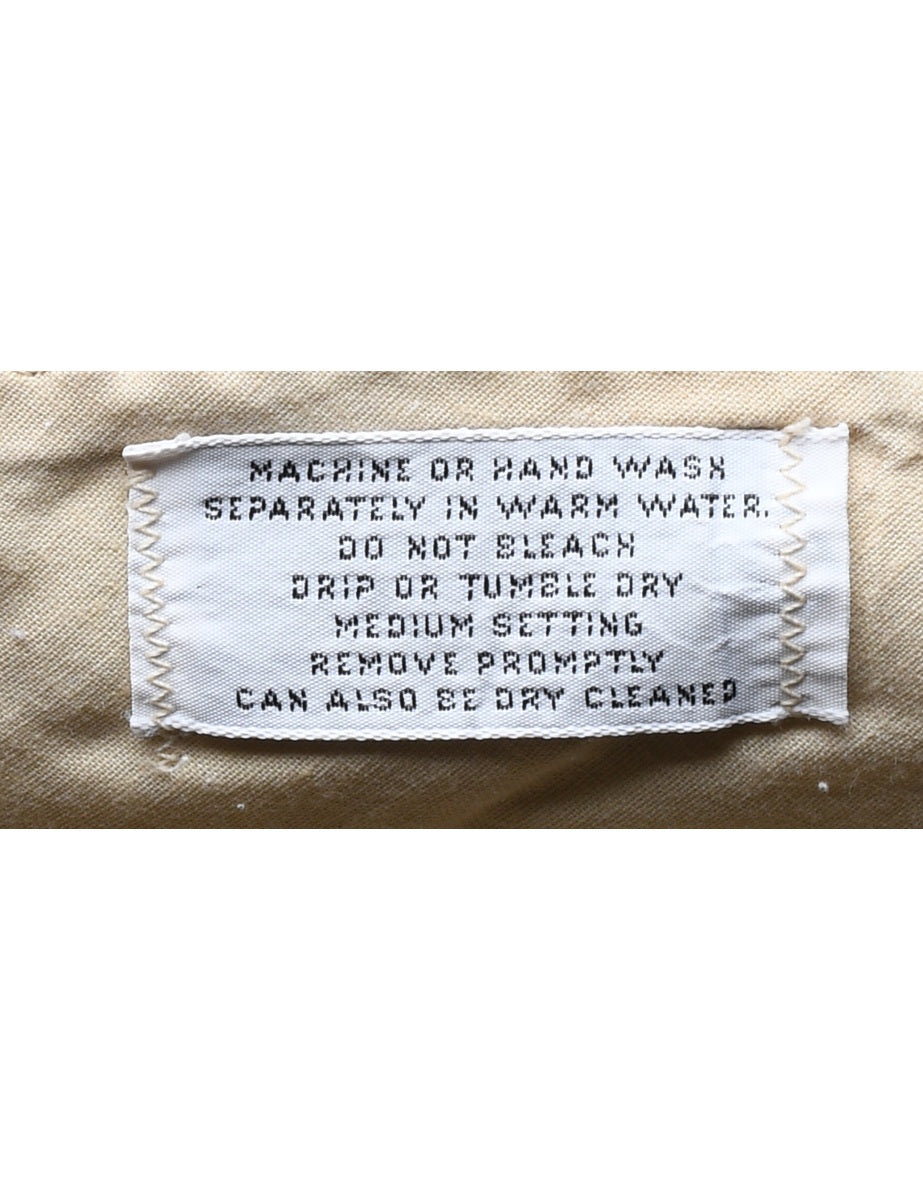 MACHINE OR HAND WASH
SEPARATELY IN WARM WATER.
DO NOT BLEACH
DRIP OR TUMBLE DRY
MEDIUM SETTING
REMOVE PROMPTLY
CAN ALSO BE DRY CLEANED